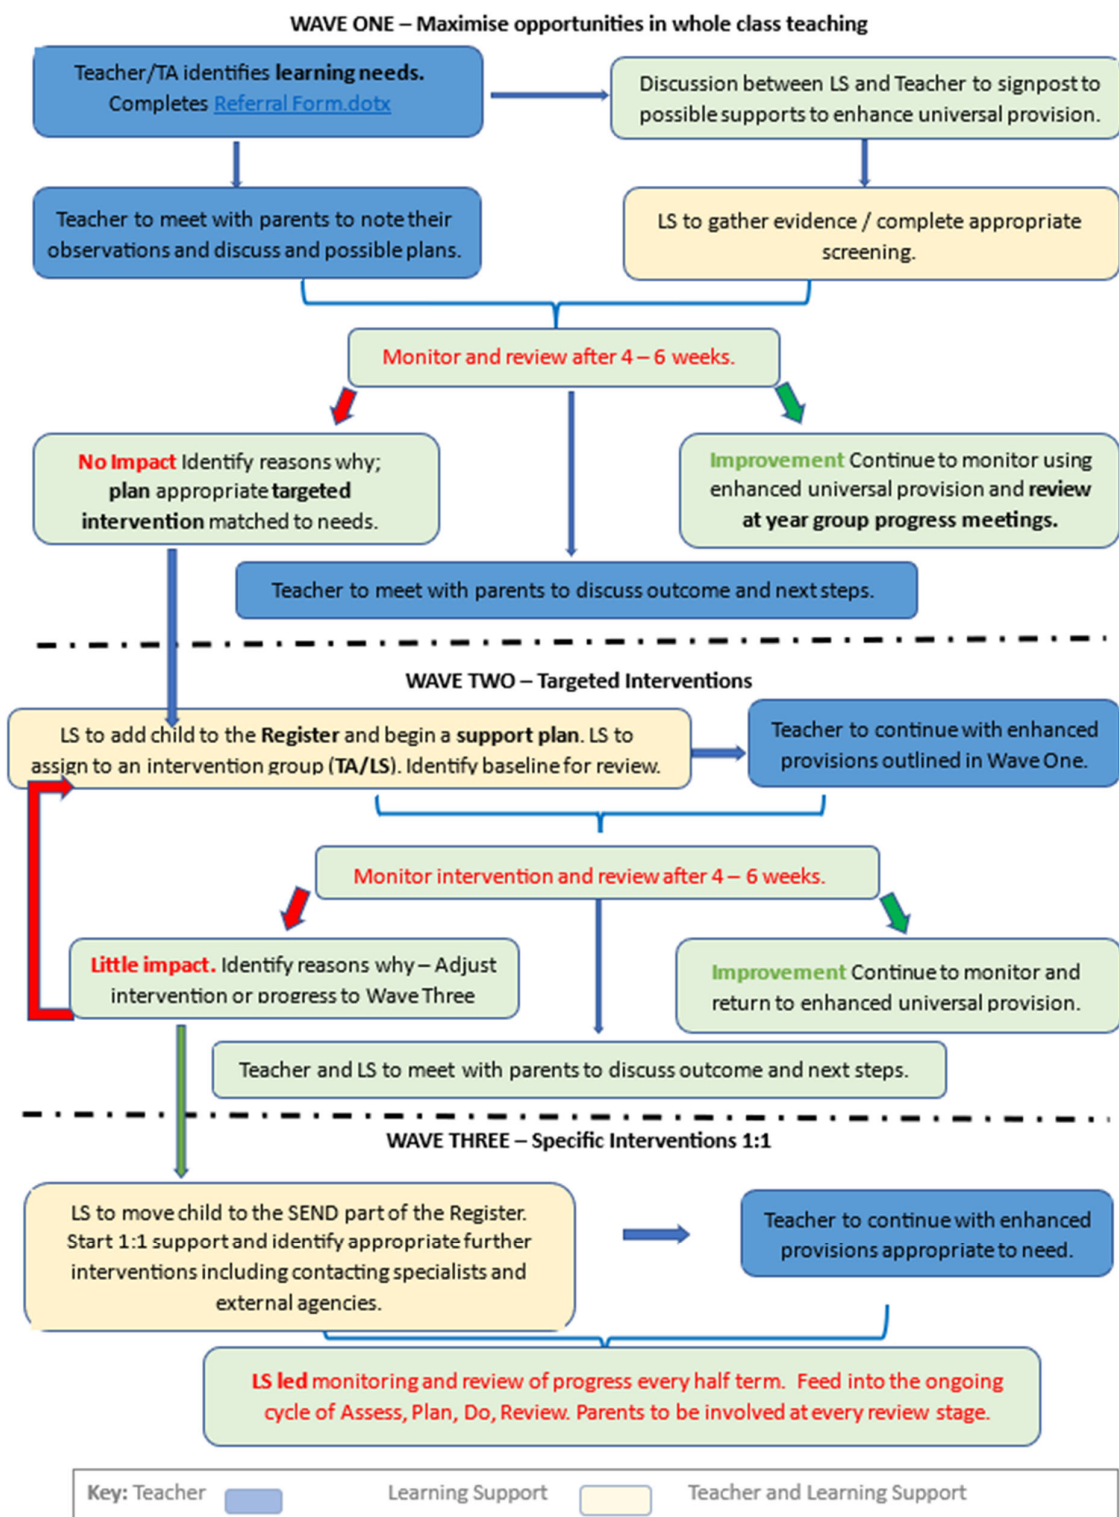 WAVE ONE – Maximise opportunities in whole class teaching
Teacher/TA identifies learning needs.
Completes Referral Form.dotx
Discussion between LS and Teacher to signpost to
possible supports to enhance universal provision.
Teacher to meet with parents to note their
observations and discuss and possible plans.
LS to gather evidence / complete appropriate
screening.
Monitor and review after 4 – 6 weeks.
No Impact Identify reasons why;
plan appropriate targeted
intervention matched to needs.
Improvement Continue to monitor using
enhanced universal provision and review
at year group progress meetings.
Teacher to meet with parents to discuss outcome and next steps.
WAVE TWO – Targeted Interventions
LS to add child to the Register and begin a support plan. LS to
assign to an intervention group (TA/LS). Identify baseline for review.
Teacher to continue with enhanced
provisions outlined in Wave One.
Monitor intervention and review after 4 – 6 weeks.
Little impact. Identify reasons why – Adjust
intervention or progress to Wave Three
Improvement Continue to monitor and
return to enhanced universal provision.
Teacher and LS to meet with parents to discuss outcome and next steps.
WAVE THREE – Specific Interventions 1:1
LS to move child to the SEND part of the Register.
Start 1:1 support and identify appropriate further
interventions including contacting specialists and
external agencies.
Teacher to continue with enhanced
provisions appropriate to need.
LS led monitoring and review of progress every half term.  Feed into the ongoing
cycle of Assess, Plan, Do, Review. Parents to be involved at every review stage.
Key: Teacher Learning Support Teacher and Learning Support